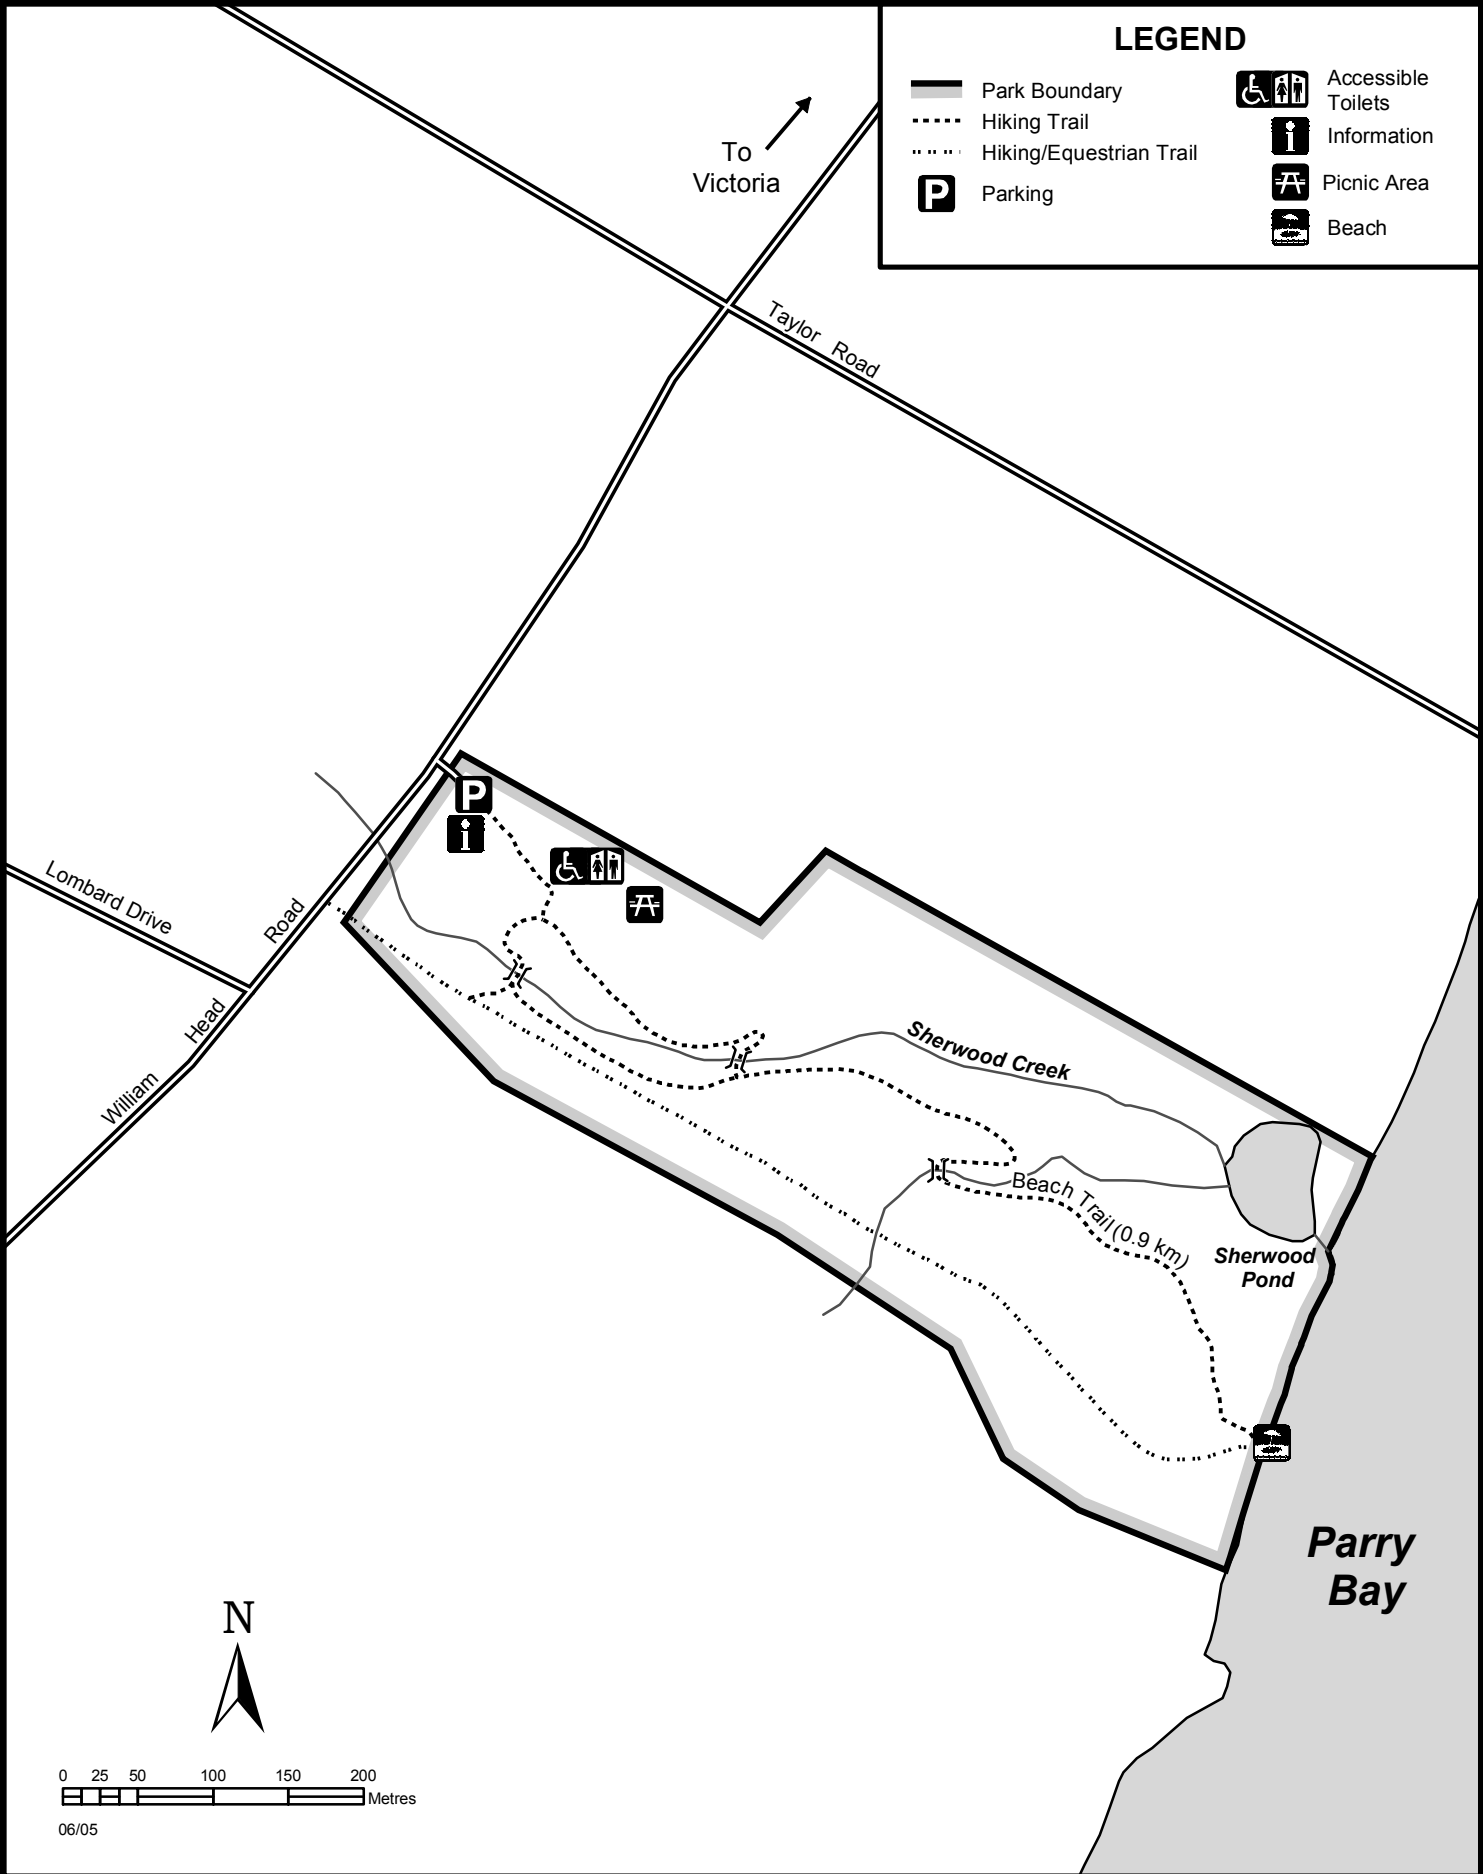 LEGEND
Park Boundary
Hiking Trail
Hiking/Equestrian Trail
P
Parking
Accessible
Toilets
i
Information
Picnic Area
Beach
To
Victoria
Taylor Road
P
i
Lombard Drive
William Head Road
Sherwood Creek
Beach Trail (0.9 km)
Sherwood
Pond
Parry
Bay
N
0 25 50 100 150 200
Metres
06/05